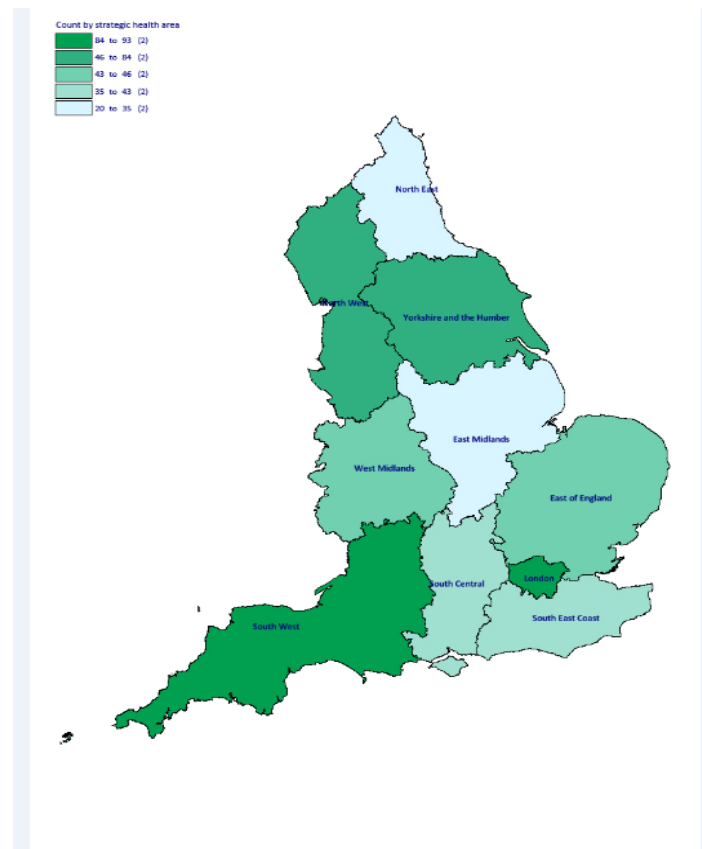 Count by strategic health area
84 to 93 (2)
46 to 84 (2)
43 to 46 (2)
35 to 43 (2)
20 to 35 (2)
North East
North West
Yorkshire and the Humber
East Midlands
West Midlands
East of England
South Central
London
South East Coast
South West